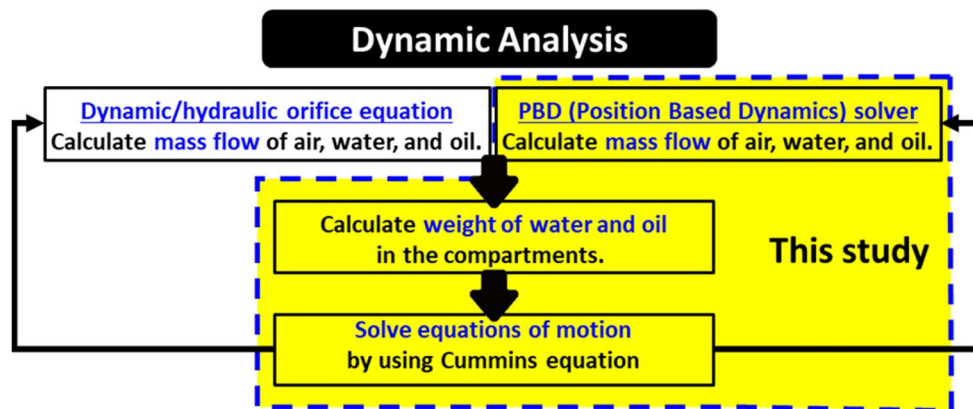 Dynamic Analysis
Dynamic/hydraulic orifice equation
Calculate mass flow of air, water, and oil.
PBD (Position Based Dynamics) solver
Calculate mass flow of air, water, and oil.
Calculate weight of water and oil
in the compartments.
This study
Solve equations of motion
by using Cummins equation